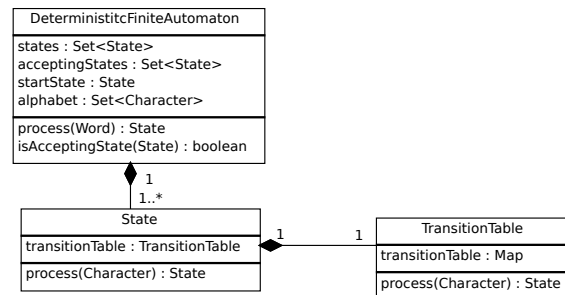 DeterministitcFiniteAutomaton
states : Set<State>
acceptingStates : Set<State>
startState : State
alphabet : Set<Character>
process(Word) : State
isAcceptingState(State) : boolean
1
1..*
State
transitionTable : TransitionTable
process(Character) : State
1
1
TransitionTable
transitionTable : Map
process(Character) : State